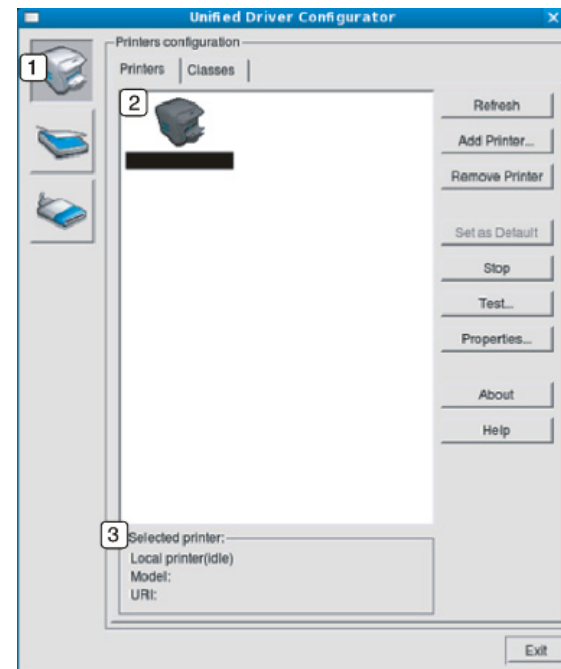 Unified Driver Configurator
Printers configuration
1
Printers
Classes
2
Refresh
Add Printer...
Remove Printer
Set as Default
Stop
Test...
Properties...
About
Help
3
Selected printer:
Local printer(idle)
Model:
URI:
Exit